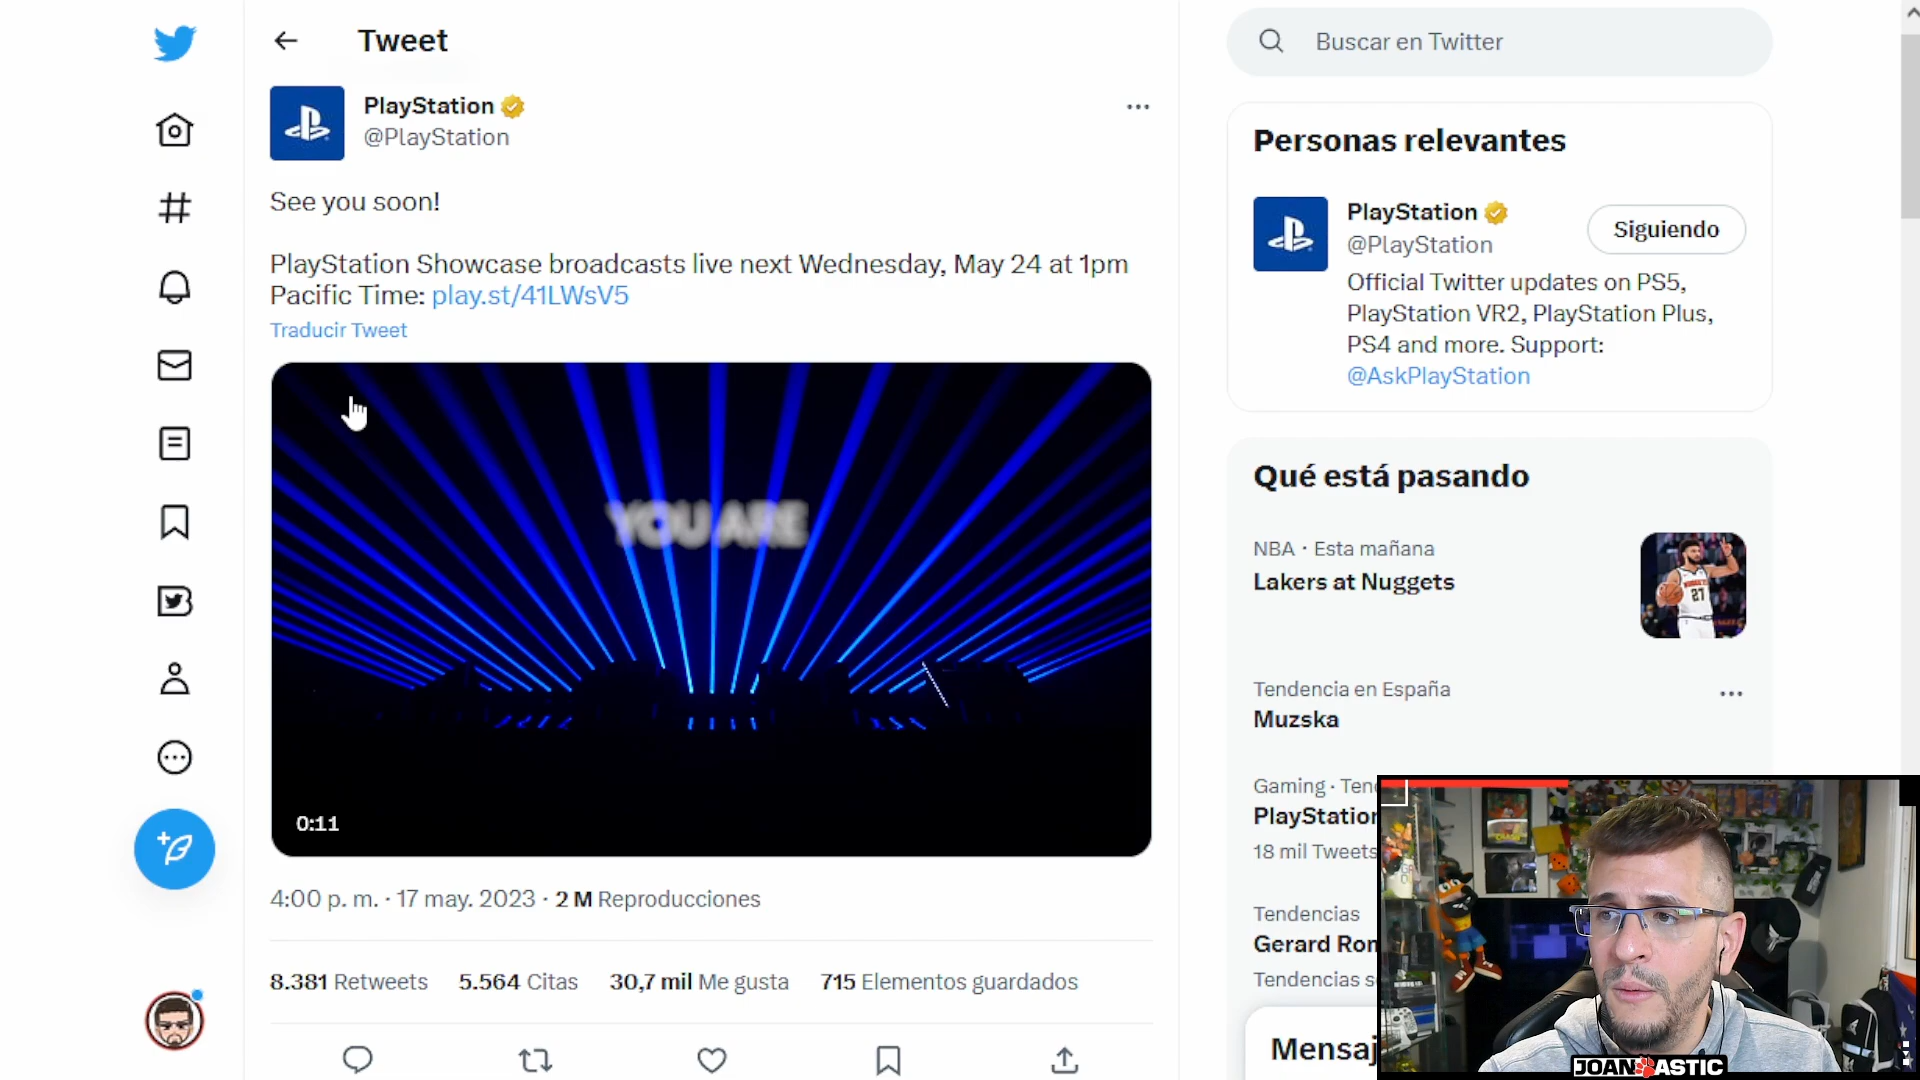 Tweet
PlayStation
@PlayStation
See you soon!
PlayStation Showcase broadcasts live next Wednesday, May 24 at 1pm
Pacific Time: play.st/41LWsV5
Traducir Tweet
YOU ARE
0:11
4:00 p. m. · 17 may. 2023 · 2 M Reproducciones
8.381 Retweets 5.564 Citas 30,7 mil Me gusta 715 Elementos guardados
Buscar en Twitter
Personas relevantes
PlayStation
@PlayStation
Siguiendo
Official Twitter updates on PS5,
PlayStation VR2, PlayStation Plus,
PS4 and more. Support:
@AskPlayStation
Qué está pasando
NBA · Esta mañana
Lakers at Nuggets
27
Tendencia en España
Muzska
Gaming · Ten
PlayStation
18 mil Tweets
Tendencias
Gerard Ro
Tendencias
Mensaj
JOANTASTIC